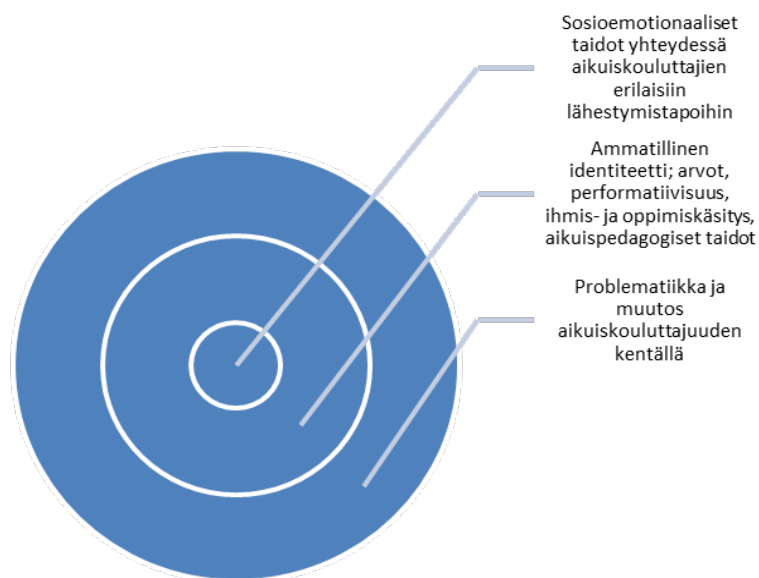 Sosioemotionaaliset
taidot yhteydessä
aikuiskouluttajien
erilaisiin
lähestymistapoihin
Ammatillinen
identiteetti; arvot,
performatiivisuus,
ihmis- ja oppimiskäsitys,
aikuispedagogiset taidot
Problematiikka ja
muutos
aikuiskouluttajuuden
kentällä